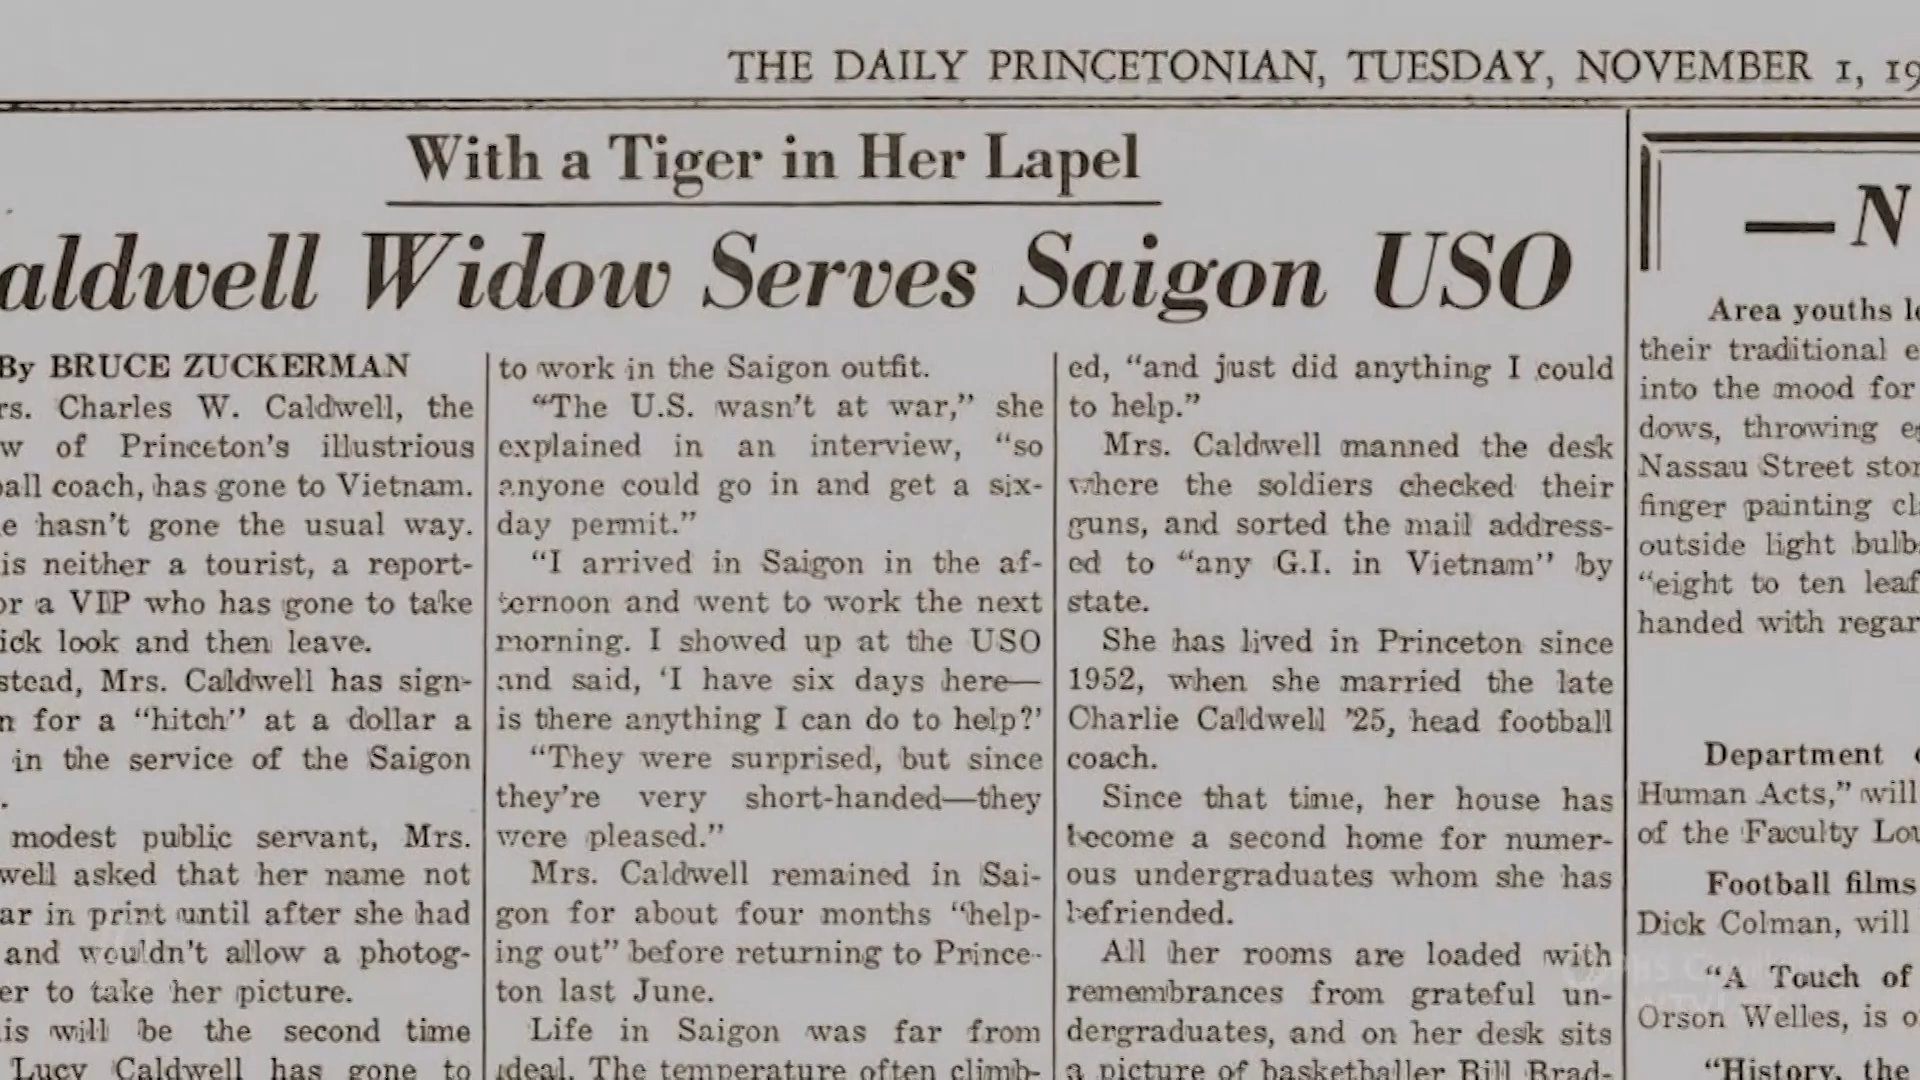 THE DAILY PRINCETONIAN, TUESDAY, NOVEMBER 1, 19
With a Tiger in Her Lapel
aldwell Widow Serves Saigon USO
By BRUCE ZUCKERMAN
rs. Charles W. Caldwell, the
w of Princeton's illustrious
ball coach, has gone to Vietnam.
e hasn't gone the usual way.
is neither a tourist, a report-
or a VIP who has gone to take
ick look and then leave.
stead, Mrs. Caldwell has sign-
n for a "hitch" at a dollar a
in the service of the Saigon
.
modest public servant, Mrs.
well asked that her name not
ar in print until after she had
and wouldn't allow a photog-
er to take her picture.
is will be the second time
Lucy Caldwell has gone to
to work in the Saigon outfit.
"The U.S. wasn't at war," she
explained in an interview, "so
anyone could go in and get a six-
day permit."
"I arrived in Saigon in the af-
ternoon and went to work the next
morning. I showed up at the USO
and said, 'I have six days here—
is there anything I can do to help?'
"They were surprised, but since
they're very short-handed—they
were pleased."
Mrs. Caldwell remained in Sai-
gon for about four months "help-
ing out" before returning to Prince-
ton last June.
Life in Saigon was far from
ideal. The temperature often climb-
ed, "and just did anything I could
to help."
Mrs. Caldwell manned the desk
where the soldiers checked their
guns, and sorted the mail address-
ed to "any G.I. in Vietnam" by
state.
She has lived in Princeton since
1952, when she married the late
Charlie Caldwell '25, head football
coach.
Since that time, her house has
become a second home for numer-
ous undergraduates whom she has
befriended.
All her rooms are loaded with
remembrances from grateful un-
dergraduates, and on her desk sits
a picture of basketballer Bill Brad-
—N
Area youths le
their traditional e
into the mood for
dows, throwing eg
Nassau Street stor
finger painting cl
outside light bulb
"eight to ten leaf
handed with regar
Department
Human Acts," will
of the Faculty Lou
Football films
Dick Colman, will
"A Touch of
Orson Welles, is o
"History, the